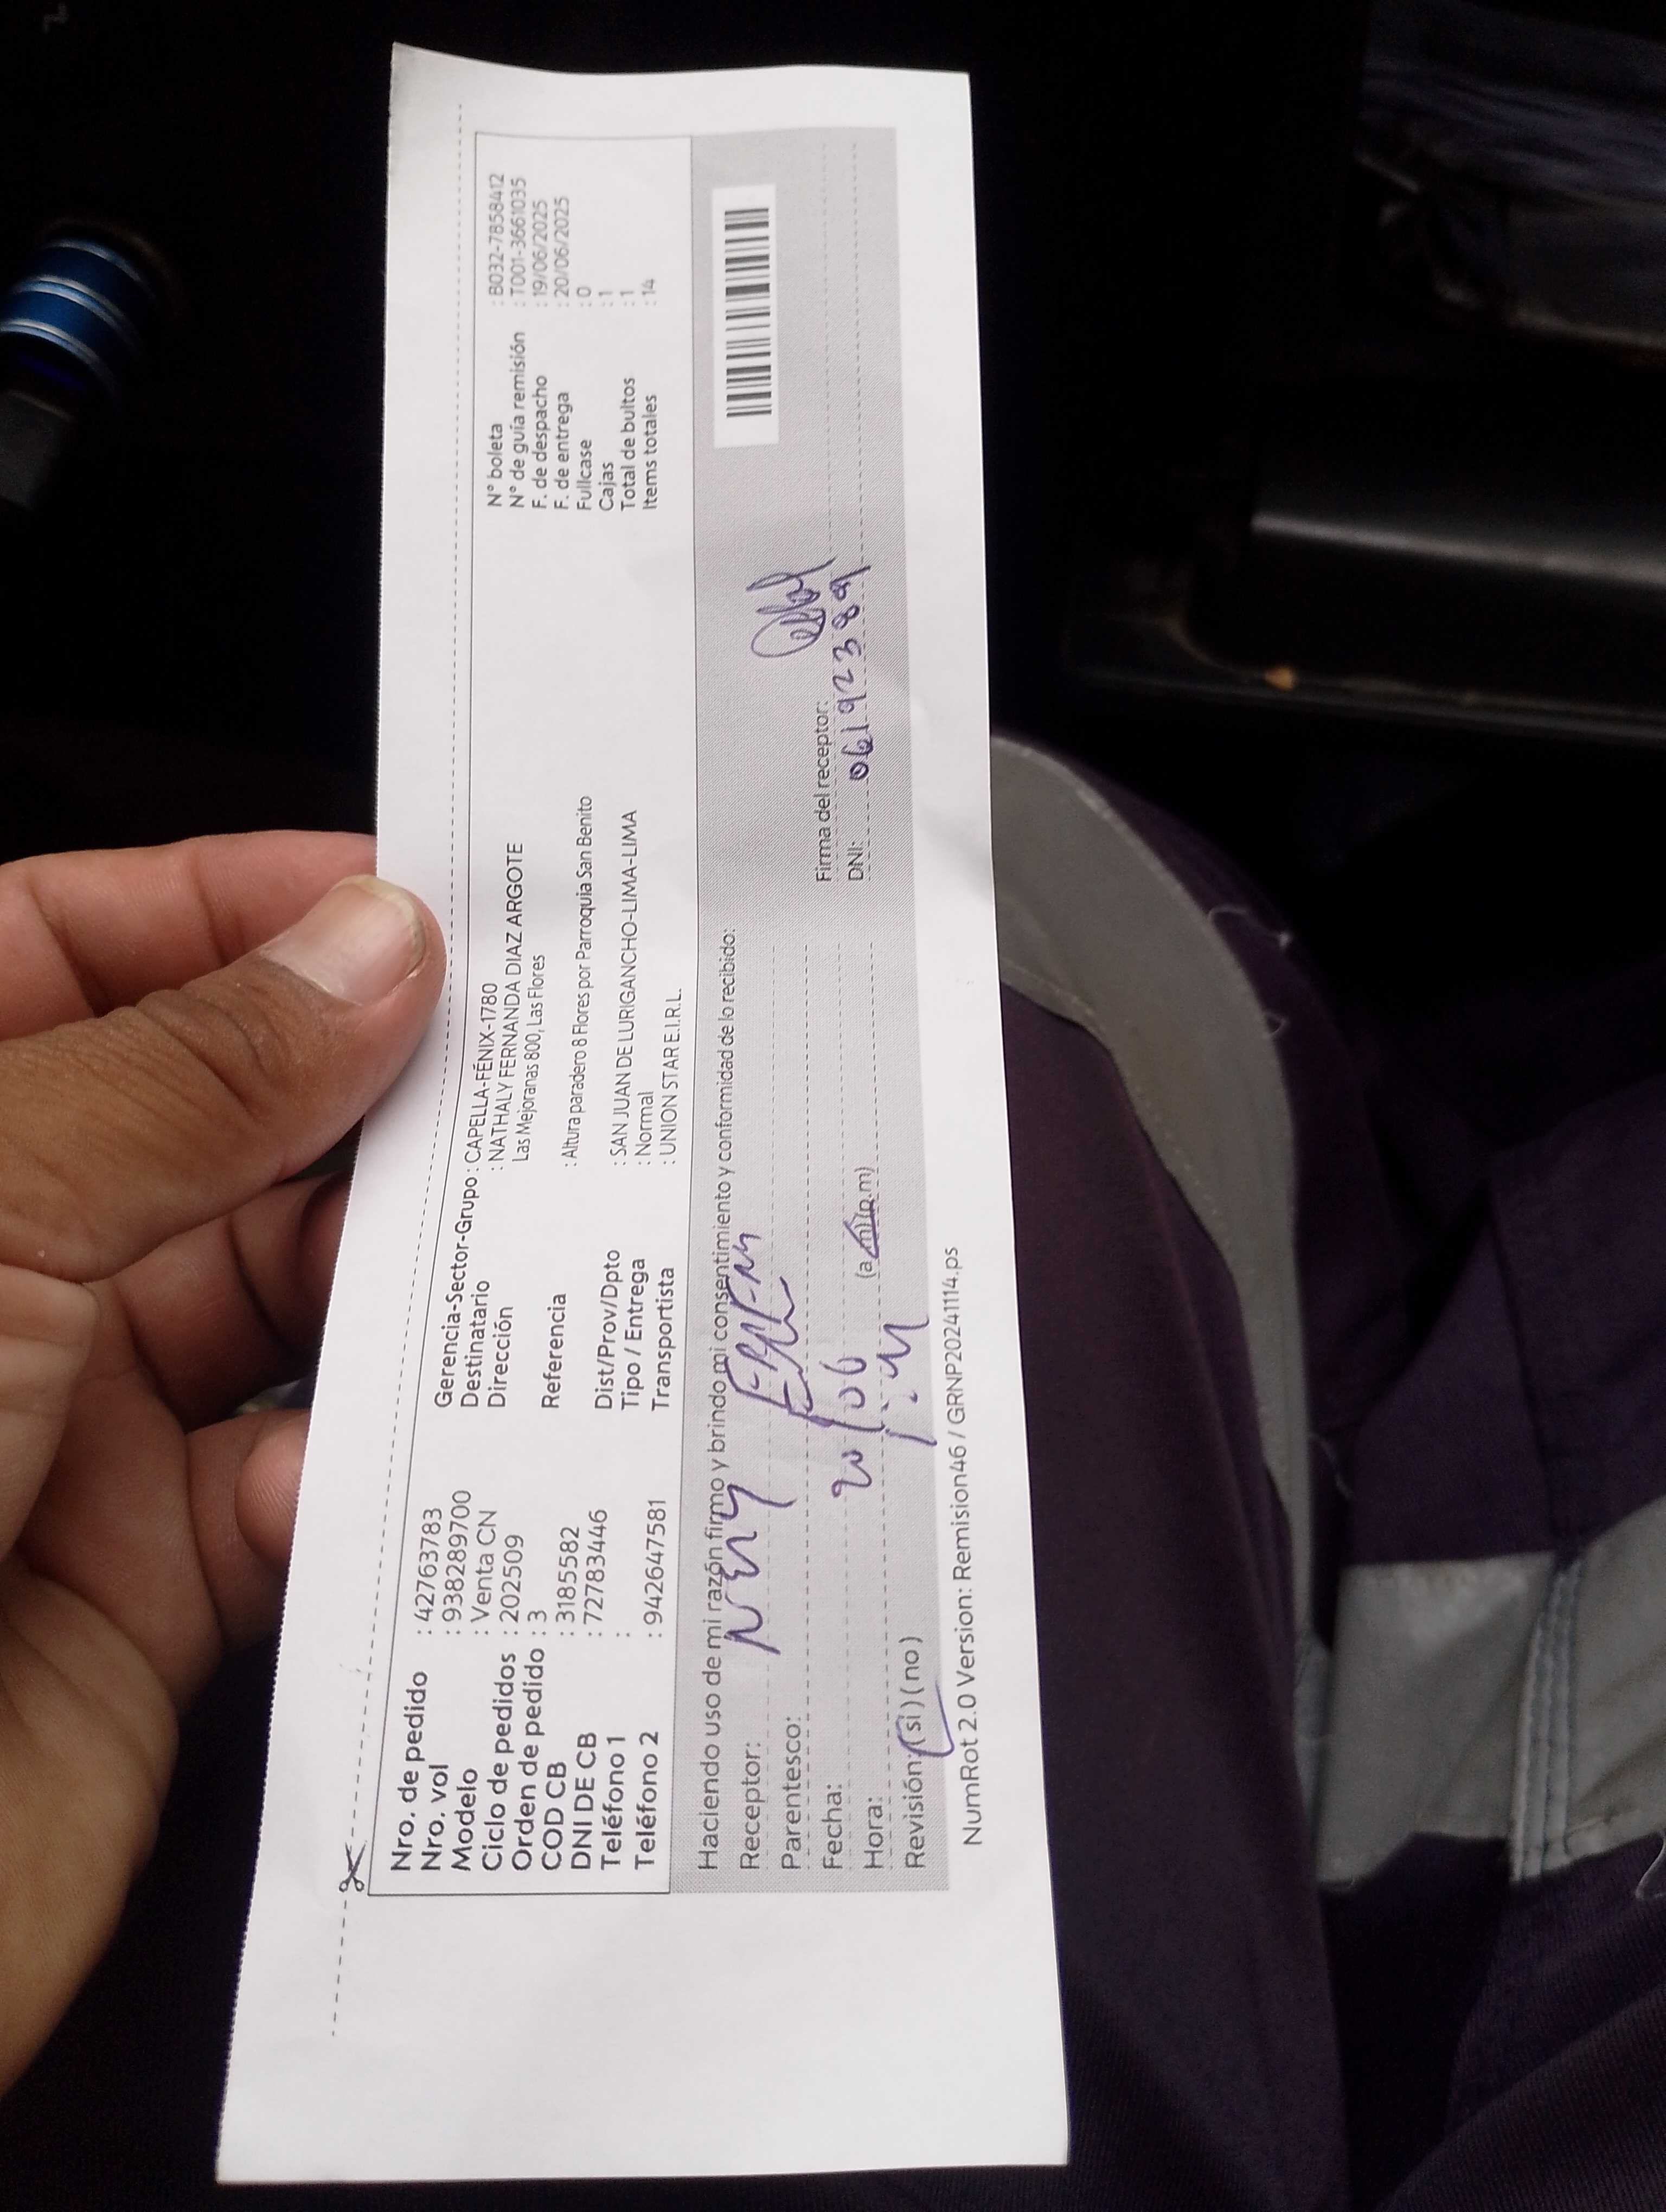 Nro. de pedido : 42763783
Nro. vol : 938289700
Modelo : Venta CN
Ciclo de pedidos : 202509
Orden de pedido : 3
COD CB : 3185582
DNI DE CB : 72783446
Teléfono 1 :
Teléfono 2 : 942647581
Gerencia-Sector-Grupo : CAPELLA-FÉNIX-1780
Destinatario : NATHALY FERNANDA DIAZ ARGOTE
Dirección Las Mejoranas 800, Las Flores
Referencia : Altura paradero 8 Flores por Parroquia San Benito
Dist/Prov/Dpto : SAN JUAN DE LURIGANCHO-LIMA-LIMA
Tipo / Entrega : Normal
Transportista : UNION STAR E.I.R.L.
N° boleta : B032-7858412
N° de guía remisión : T001-3661035
F. de despacho : 19/06/2025
F. de entrega : 20/06/2025
Fullcase : 0
Cajas : 1
Total de bultos : 1
Items totales : 14
Haciendo uso de mi razón firmo y brindo mi consentimiento y conformidad de lo recibido:
Receptor:
Parentesco:
Fecha: 20/06
Hora: (a.m)(p.m)
Revisión: (si) (no)
Firma del receptor:
DNI: 06192389
NumRot 2.0 Version: Remision46 / GRNP20241114.ps